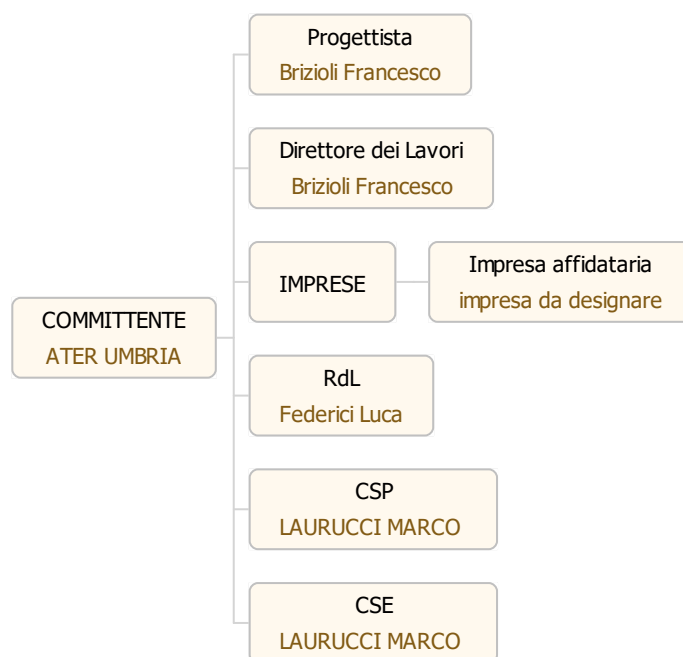 Progettista
Brizioli Francesco
Direttore dei Lavori
Brizioli Francesco
IMPRESE
Impresa affidataria
impresa da designare
COMMITTENTE
ATER UMBRIA
RdL
Federici Luca
CSP
LAURUCCI MARCO
CSE
LAURUCCI MARCO